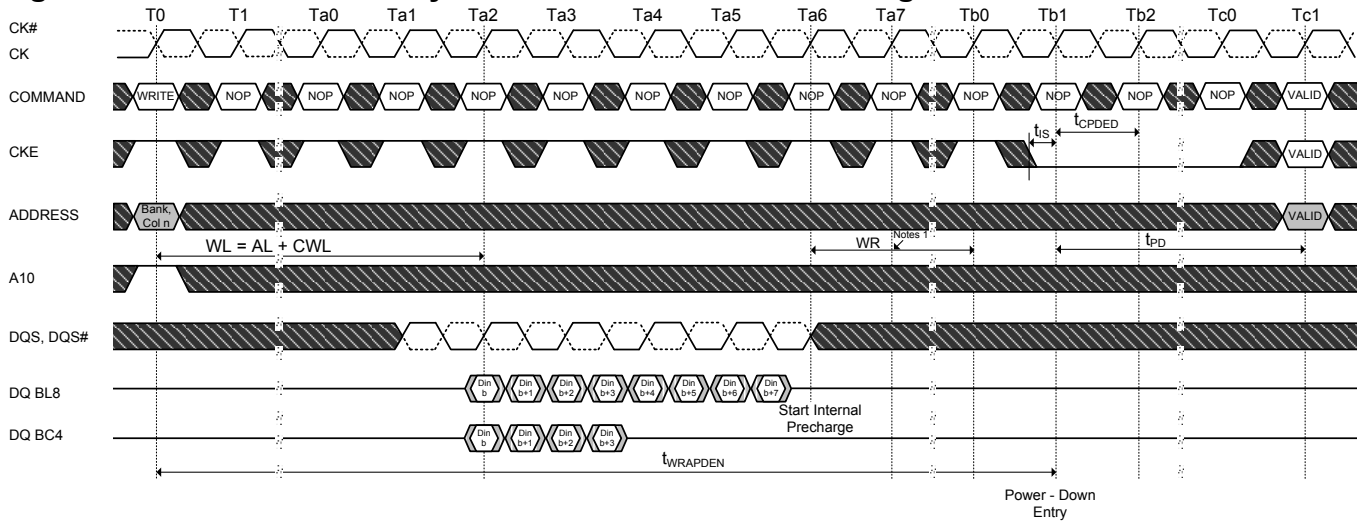 T0 T1 Ta0 Ta1 Ta2 Ta3 Ta4 Ta5 Ta6 Ta7 Tb0 Tb1 Tb2 Tc0 Tc1
CK#
CK
COMMAND WRITE NOP NOP NOP NOP NOP NOP NOP NOP NOP NOP NOP NOP NOP VALID
tIS tCPDED
CKE VALID
ADDRESS Bank, Col n VALID
WL = AL + CWL WR Notes 1 tPD
A10
DQS, DQS#
DQ BL8 Din b Din b+1 Din b+2 Din b+3 Din b+4 Din b+5 Din b+6 Din b+7
Start Internal
Precharge
DQ BC4 Din b Din b+1 Din b+2 Din b+3
tWRAPDEN
Power - Down
Entry